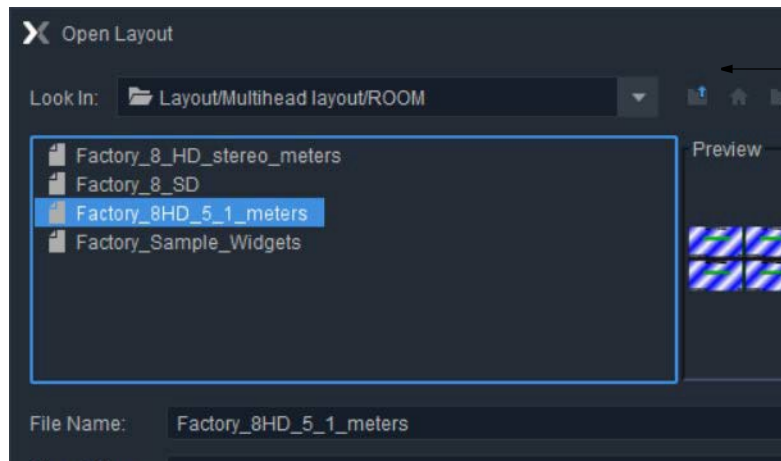 Open Layout
Look In: Layout/Multihead layout/ROOM
Factory_8_HD_stereo_meters
Preview
Factory_8_SD
Factory_8HD_5_1_meters
Factory_Sample_Widgets
File Name: Factory_8HD_5_1_meters